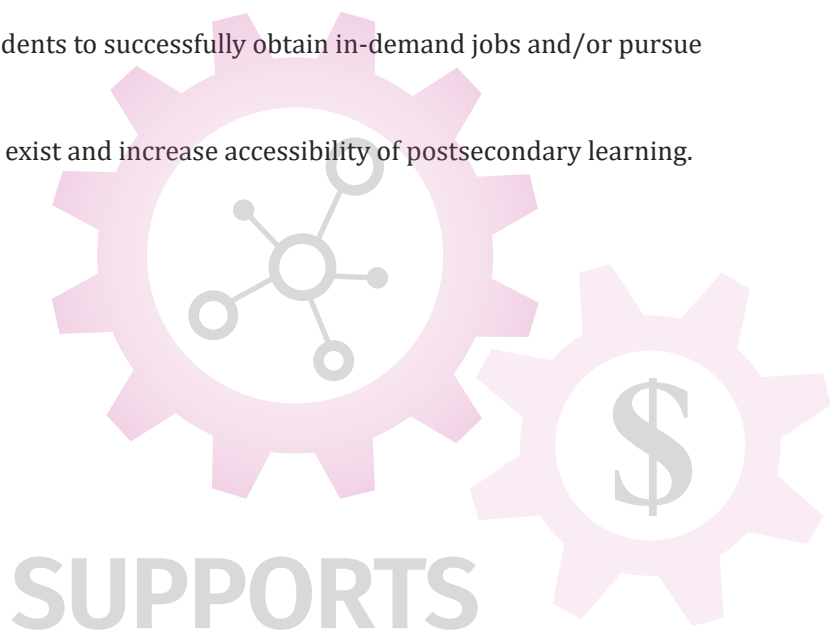 dents to successfully obtain in-demand jobs and/or pursue
exist and increase accessibility of postsecondary learning.
$
SUPPORTS